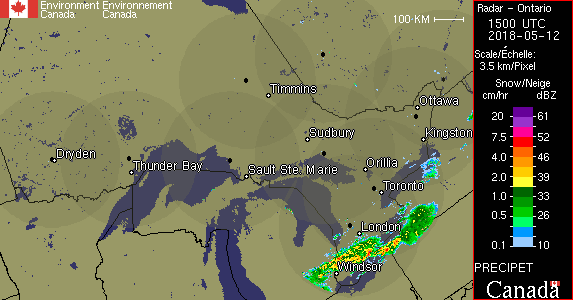 Environment Environnement
Canada Canada
100 KM
Radar - Ontario
1500 UTC
2018-05-12
Scale/Échelle:
3.5 km/Pixel
Snow/Neige
cm/hr dBZ
20 61
7.5 52
4.0 46
2.0 39
1.0 33
0.5 26
0.1 10
PRECIPET
Canada
Timmins
Ottawa
Sudbury
Kingston
Dryden
Thunder Bay
Sault Ste. Marie
Orillia
Toronto
London
Windsor